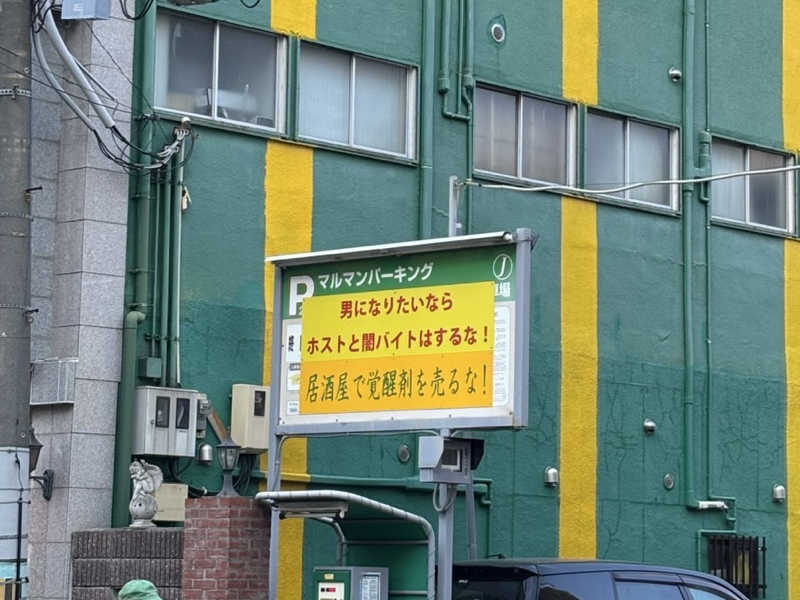 P マルマンパーキング
男になりたいなら
ホストと闇バイトはするな！
居酒屋で覚醒剤を売るな！